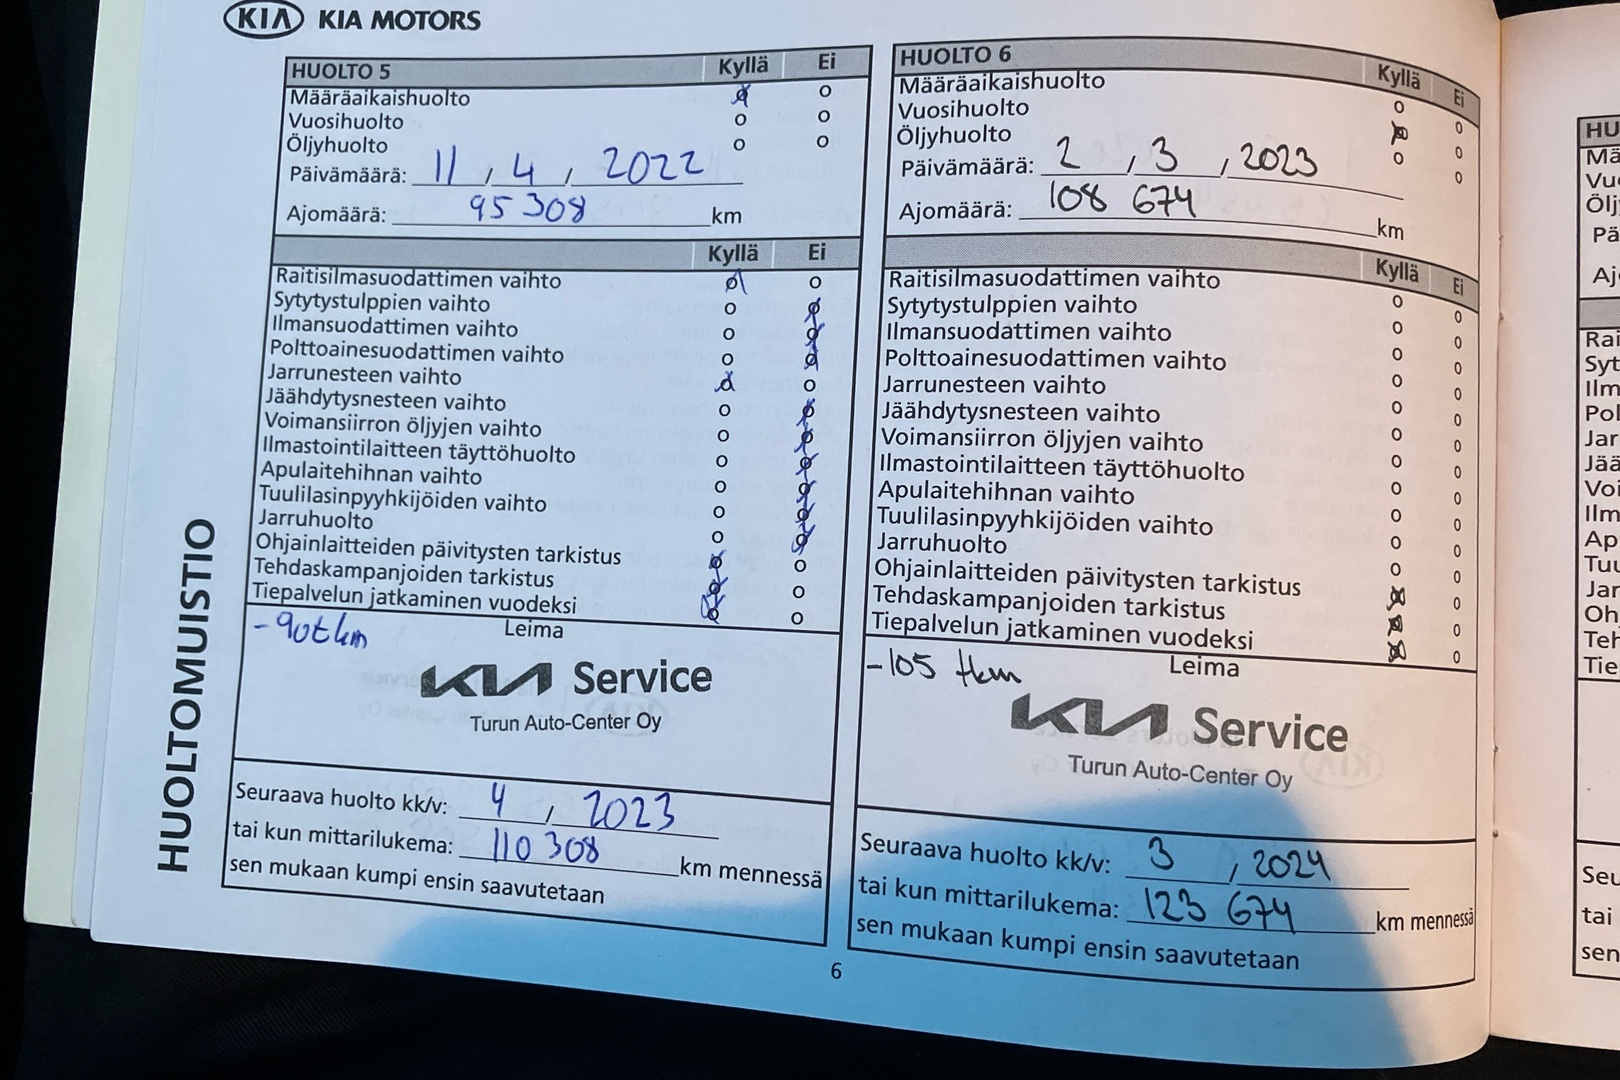 KIA KIA MOTORS
HUOLTOMUISTIO
HUOLTO 5 Kyllä Ei
Määräaikaishuolto
Vuosihuolto
Öljyhuolto
Päivämäärä: 11 , 4 , 2022
Ajomäärä: 95 308 km
Kyllä Ei
Raitisilmasuodattimen vaihto
Sytytystulppien vaihto
Ilmansuodattimen vaihto
Polttoainesuodattimen vaihto
Jarrunesteen vaihto
Jäähdytysnesteen vaihto
Voimansiirron öljyjen vaihto
Ilmastointilaitteen täyttöhuolto
Apulaitehihnan vaihto
Tuulilasinpyyhkijöiden vaihto
Jarruhuolto
Ohjainlaitteiden päivitysten tarkistus
Tehdaskampanjoiden tarkistus
Tiepalvelun jatkaminen vuodeksi
-90tkm Leima
KIA Service
Turun Auto-Center Oy
Seuraava huolto kk/v: 4 , 2023
tai kun mittarilukema: 110 308 km mennessä
sen mukaan kumpi ensin saavutetaan
HUOLTO 6 Kyllä Ei
Määräaikaishuolto
Vuosihuolto
Öljyhuolto
Päivämäärä: 2 , 3 , 2023
Ajomäärä: 108 674 km
Kyllä Ei
Raitisilmasuodattimen vaihto
Sytytystulppien vaihto
Ilmansuodattimen vaihto
Polttoainesuodattimen vaihto
Jarrunesteen vaihto
Jäähdytysnesteen vaihto
Voimansiirron öljyjen vaihto
Ilmastointilaitteen täyttöhuolto
Apulaitehihnan vaihto
Tuulilasinpyyhkijöiden vaihto
Jarruhuolto
Ohjainlaitteiden päivitysten tarkistus
Tehdaskampanjoiden tarkistus
Tiepalvelun jatkaminen vuodeksi
-105 tkm Leima
KIA Service
Turun Auto-Center Oy
Seuraava huolto kk/v: 3 , 2024
tai kun mittarilukema: 123 674 km mennessä
sen mukaan kumpi ensin saavutetaan
6